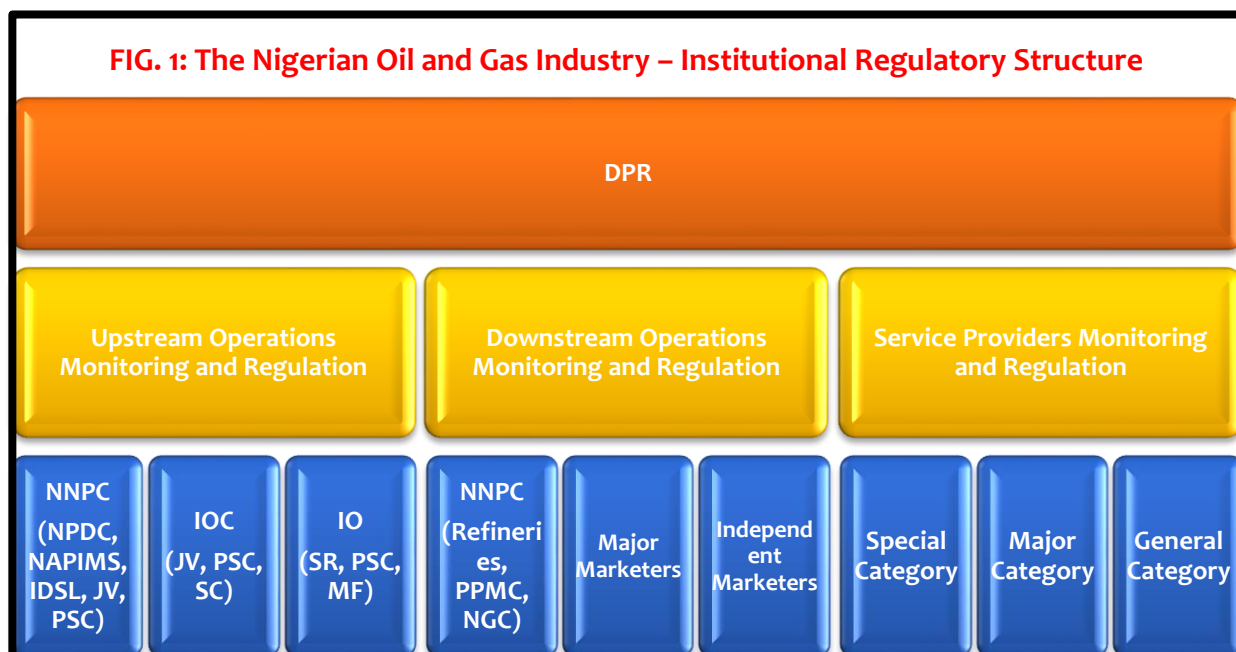 FIG. 1: The Nigerian Oil and Gas Industry – Institutional Regulatory Structure
DPR
Upstream Operations
Monitoring and Regulation
Downstream Operations
Monitoring and Regulation
Service Providers Monitoring
and Regulation
NNPC
(NPDC,
NAPIMS,
IDSL, JV,
PSC)
IOC
(JV, PSC,
SC)
IO
(SR, PSC,
MF)
NNPC
(Refineri
es,
PPMC,
NGC)
Major
Marketers
Independ
ent
Marketers
Special
Category
Major
Category
General
Category